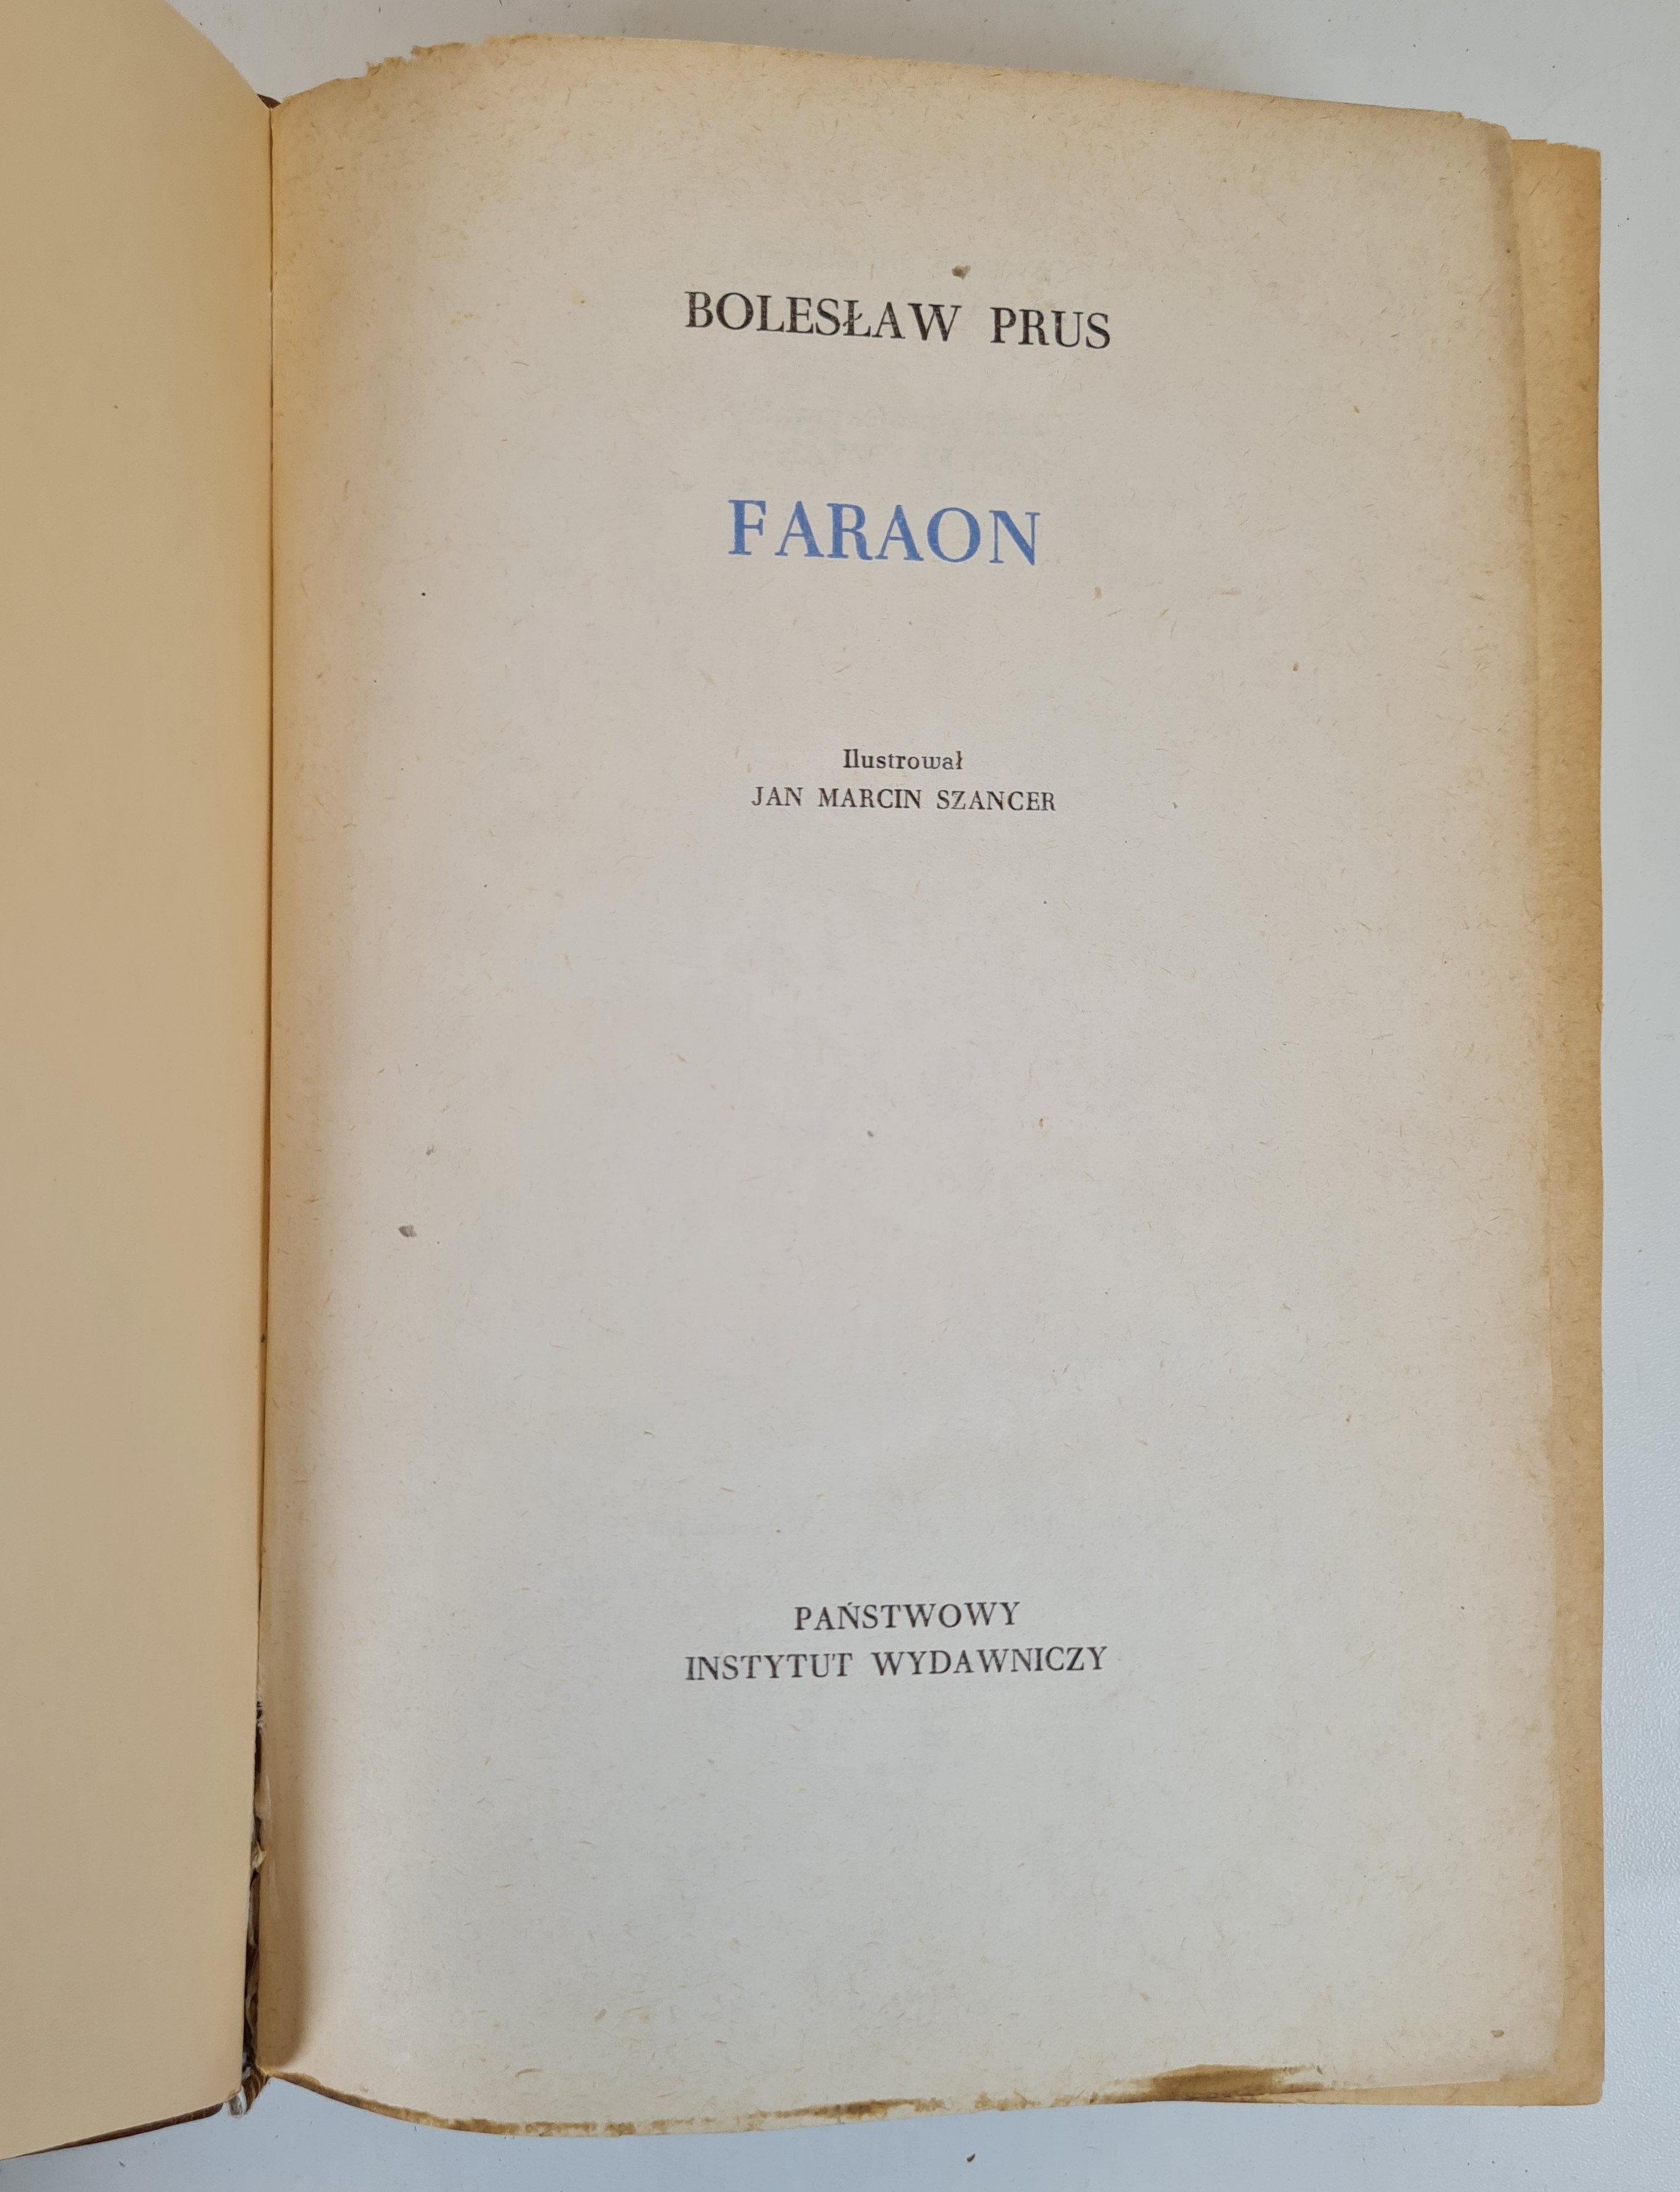 BOLESŁAW PRUS
FARAON
Ilustrował
JAN MARCIN SZANCER
PAŃSTWOWY
INSTYTUT WYDAWNICZY